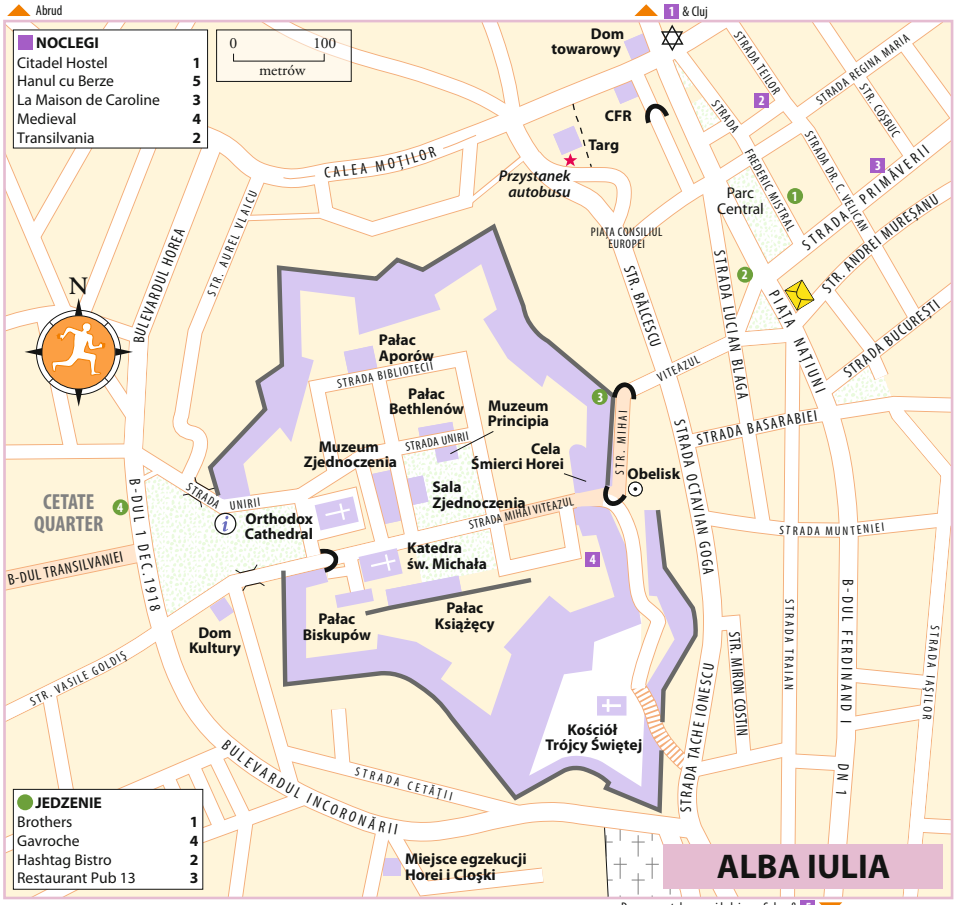 Abrud
1 & Cluj
NOCLEGI
Citadel Hostel 1
Hanul cu Berze 5
La Maison de Caroline 3
Medieval 4
Transilvania 2
0 100
metrów
Dom
towarowy
CFR
Targ
Przystanek
autobusu
CALEA MOȚILOR
STRADA TEILOR
STRADA REGINA MARIA
STR. COȘBUC
2
3
STRADA
FREDERIC MISTRAL
STRADA DR. C. VELICAN
STRADA PRIMĂVERII
1
Parc
Central
STR. ANDREI MUREȘANU
PIAȚA CONSILIUL
EUROPEI
STR. AUREL VLAICU
BULEVARDUL HOREA
N
STR. BĂLCESCU
STRADA LUCIAN BLAGA
2
PIAȚA NAȚIUNI
STRADA BUCUREȘTI
VITEAZUL
Pałac
Aporów
STRADA BIBLIOTECII
Pałac
Bethlenów
Muzeum
Principia
3
STR. MIHAI
STRADA BASARABIEI
STRADA UNIRII
Muzeum
Zjednoczenia
Cela
Śmierci Horei
Obelisk
Sala
Zjednoczenia
STRADA MIHAI VITEAZUL
STRADA OCTAVIAN GOGA
STRADA MUNTENIEI
STRADA UNIRII
i
Orthodox
Cathedral
CETATE
QUARTER
4
B-DUL 1 DEC.1918
B-DUL TRANSILVANIEI
Katedra
św. Michała
4
Pałac
Biskupów
Pałac
Książęcy
Dom
Kultury
STR. VASILE GOLDIȘ
STR. MIRON COSTIN
STRADA TRAIAN
B-DUL FERDINAND I
DN 1
STRADA IAȘILOR
STRADA TACHE IONESCU
Kościół
Trójcy Świętej
BULEVARDUL INCORONĂRII
STRADA CETĂȚII
JEDZENIE
Brothers 1
Gavroche 4
Hashtag Bistro 2
Restaurant Pub 13 3
Miejsce egzekucji
Horei i Cloşki
ALBA IULIA